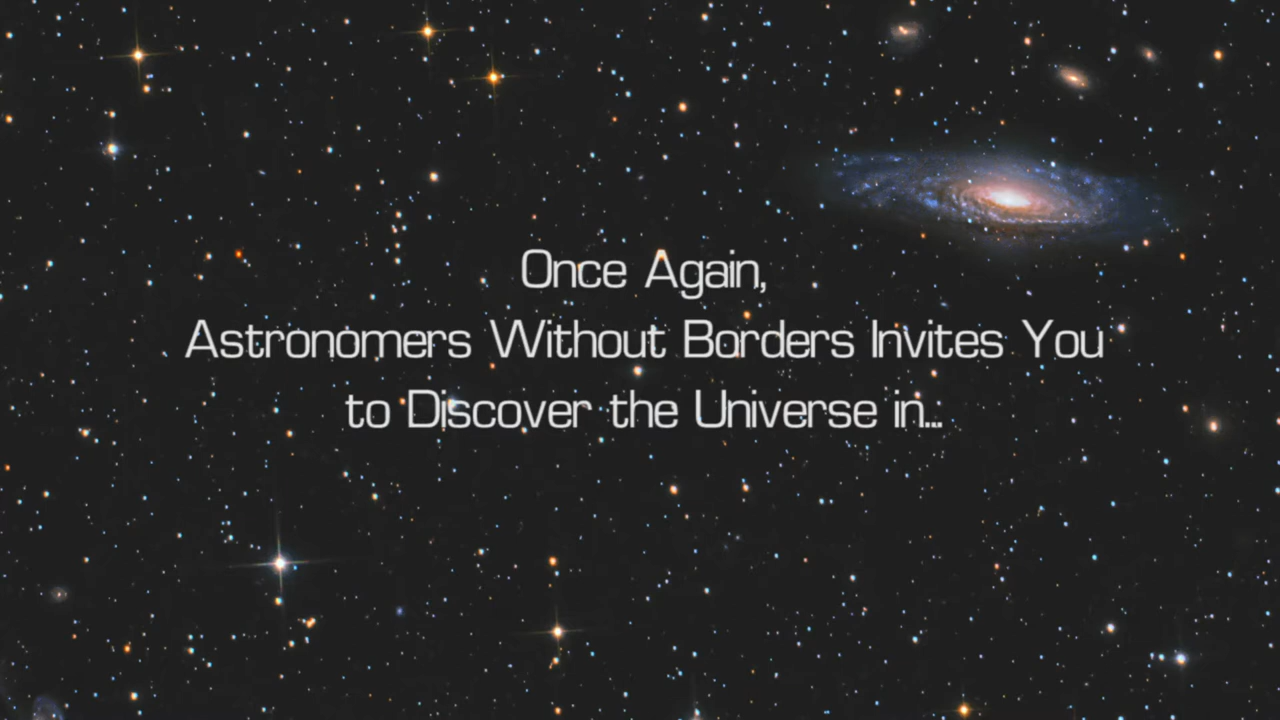 Once Again,
Astronomers Without Borders Invites You
to Discover the Universe in...